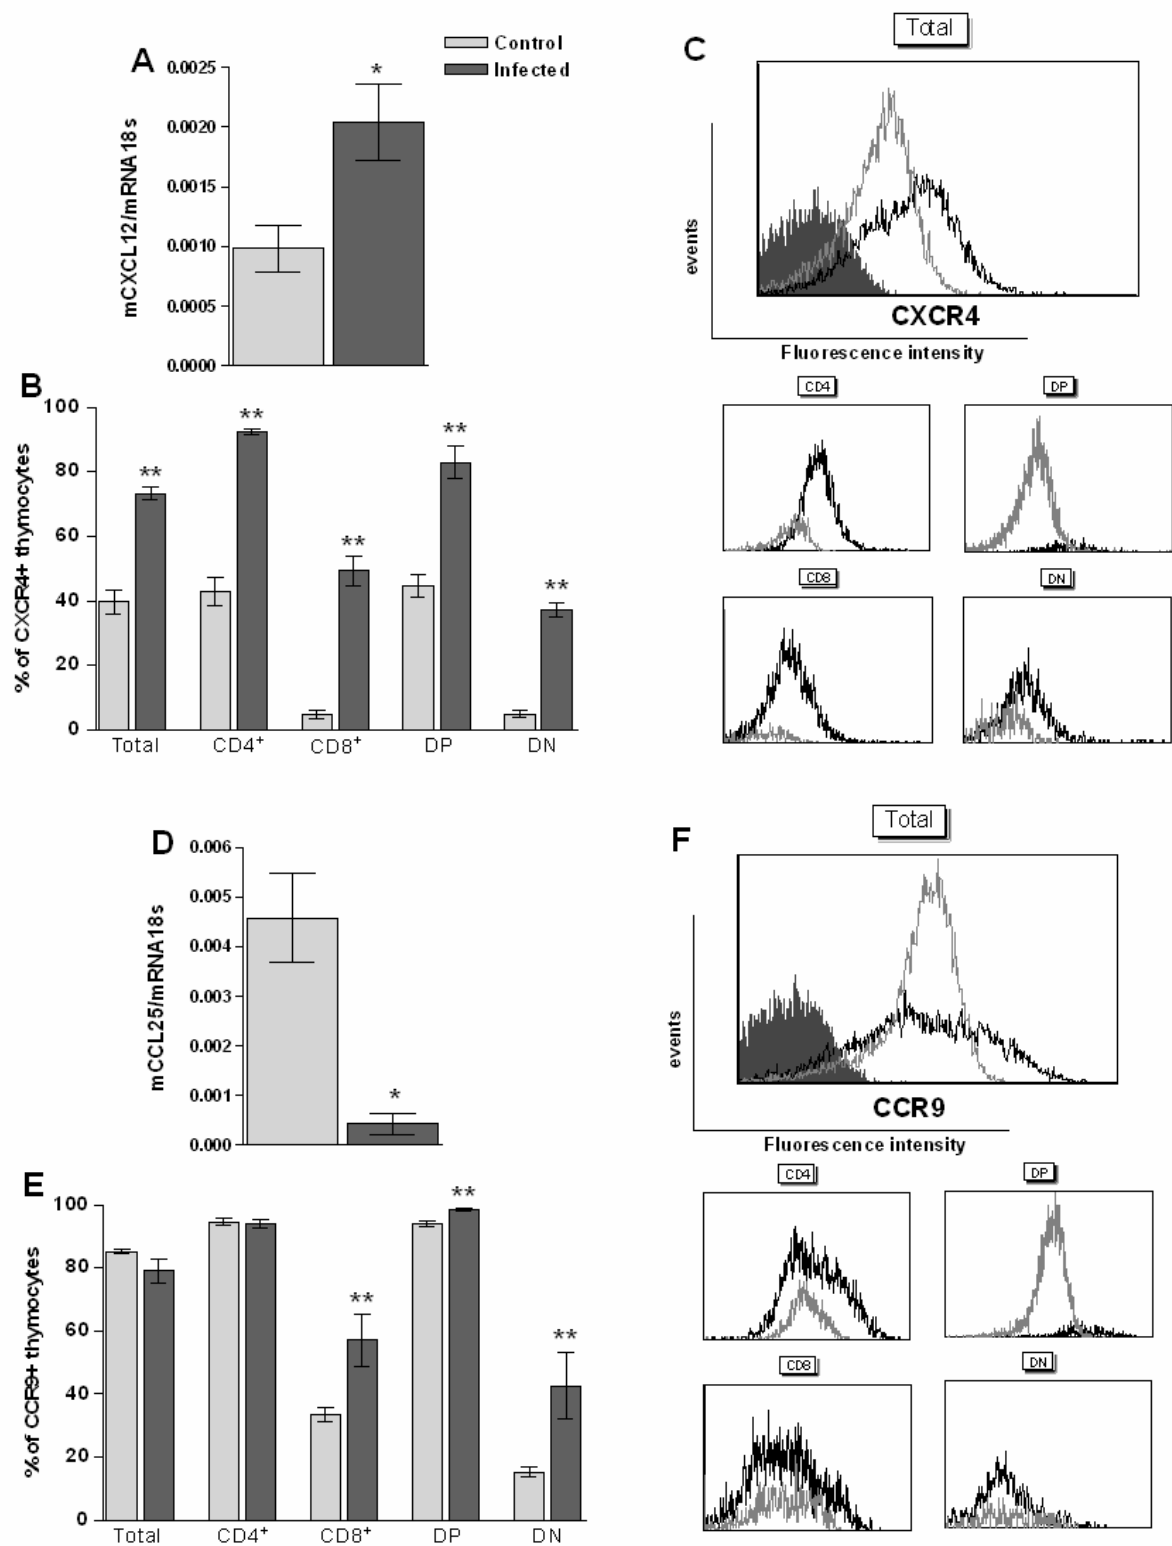 A
Control
Infected
mCXCL12/mRNA18s
0.0025
0.0020
0.0015
0.0010
0.0005
0.0000
*
B
% of CXCR4+ thymocytes
100
80
60
40
20
0
**
**
**
**
**
Total CD4+ CD8+ DP DN
C
Total
events
CXCR4
Fluorescence intensity
CD4
DP
CD8
DN
D
mCCL25/mRNA18s
0.006
0.005
0.004
0.003
0.002
0.001
0.000
*
E
% of CCR9+ thymocytes
100
80
60
40
20
0
**
**
**
Total CD4+ CD8+ DP DN
F
Total
events
CCR9
Fluorescence intensity
CD4
DP
CD8
DN